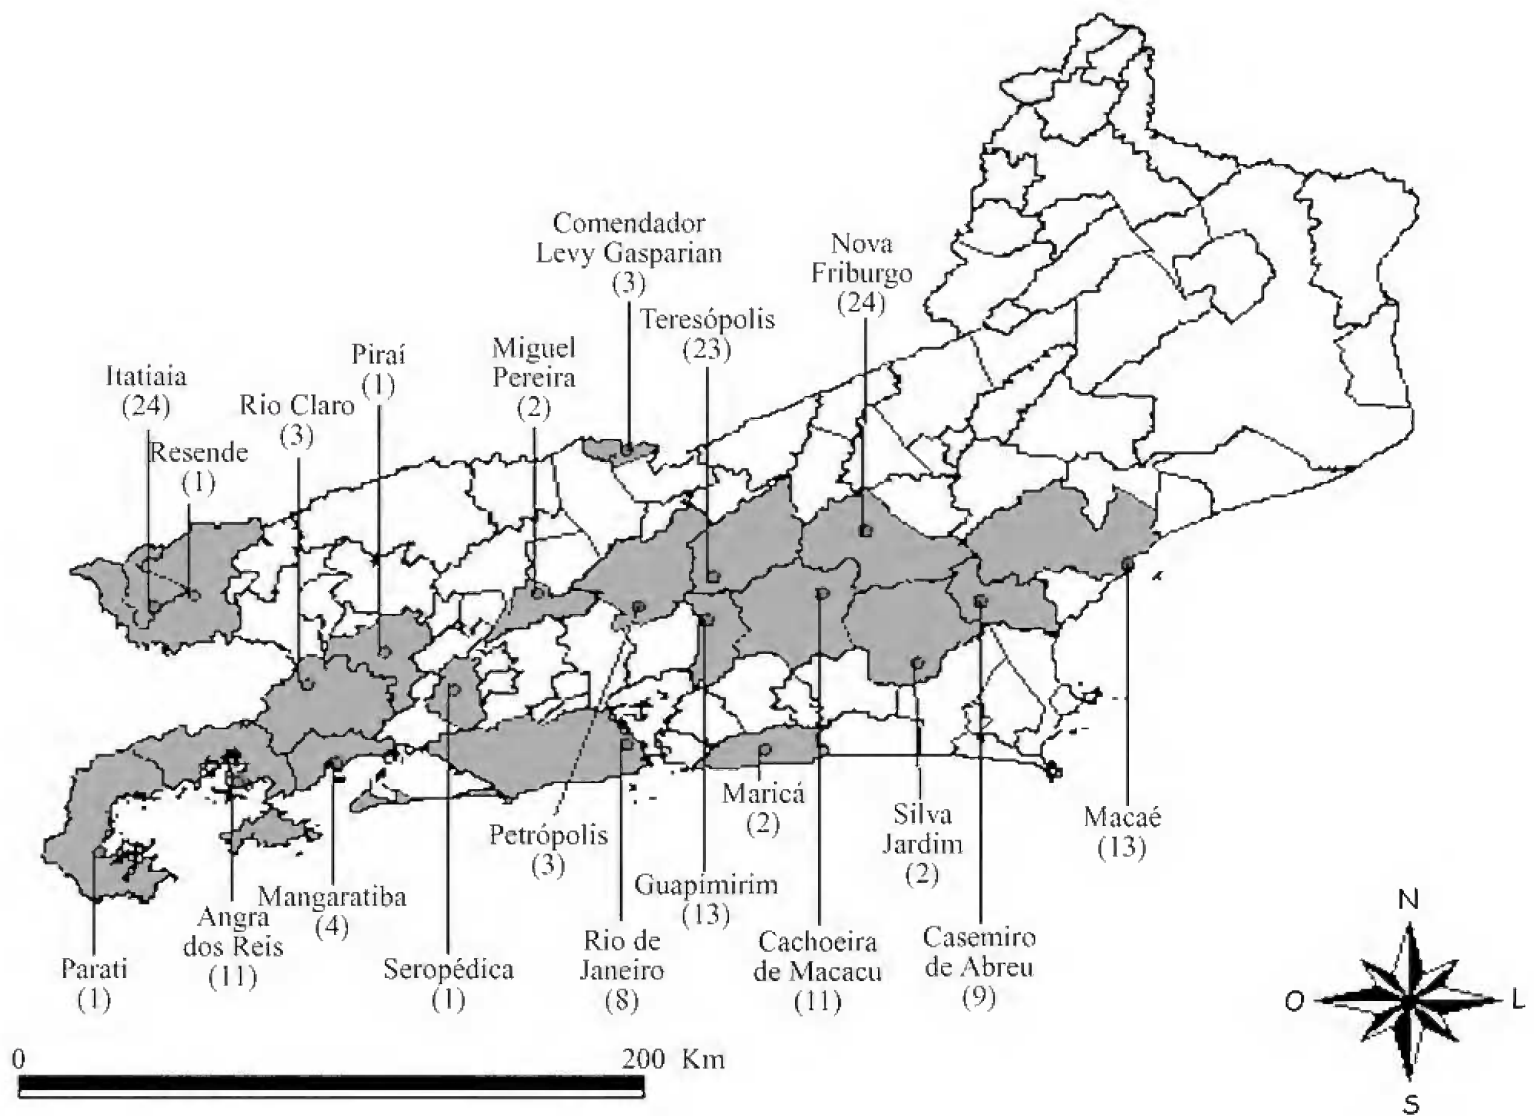 Comendador
Levy Gasparian
(3)
Nova
Friburgo
(24)
Teresópolis
(23)
Miguel
Pereira
(2)
Piraí
(1)
Itatiaia
(24)
Rio Claro
(3)
Resende
(1)
Maricá
(2)
Silva
Jardim
(2)
Macaé
(13)
Petrópolis
(3)
Guapimirim
(13)
Mangaratiba
(4)
Angra
dos Reis
(11)
Parati
(1)
Seropédica
(1)
Rio de
Janeiro
(8)
Cachoeira
de Macacu
(11)
Casemiro
de Abreu
(9)
N
O
L
S
0
200 Km